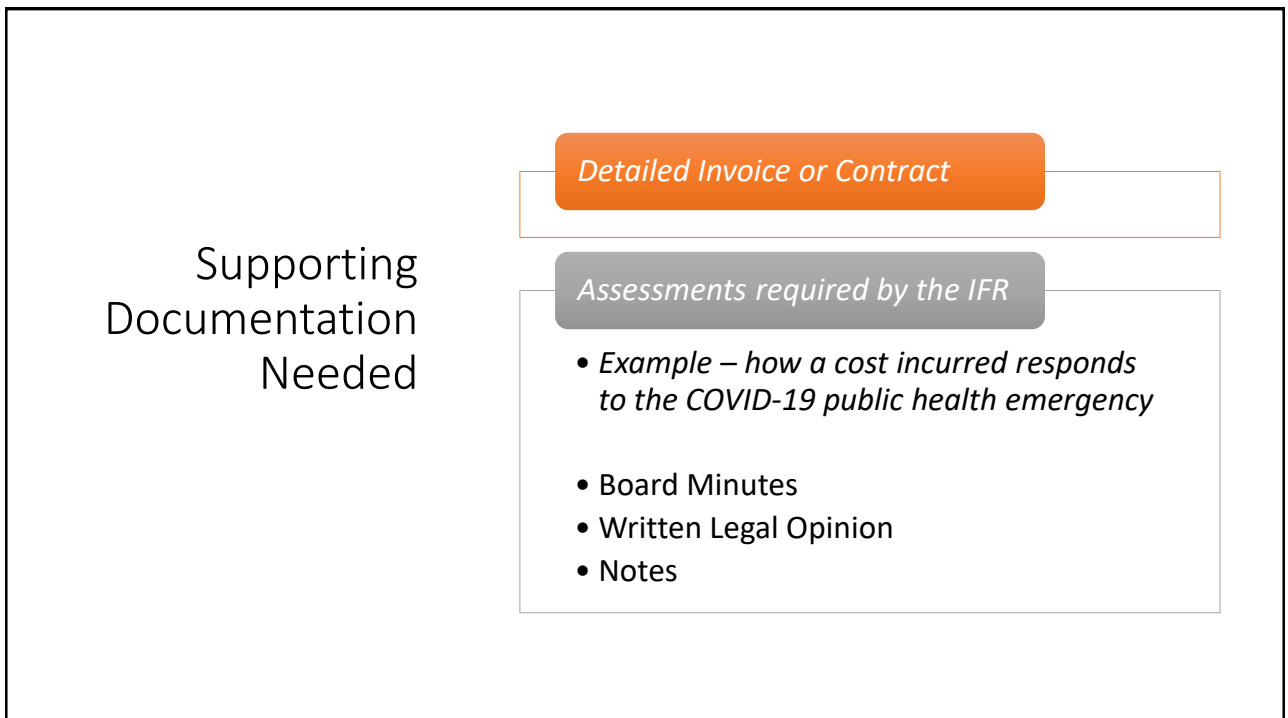 Supporting
Documentation
Needed
Detailed Invoice or Contract
Assessments required by the IFR
• Example – how a cost incurred responds
to the COVID-19 public health emergency
• Board Minutes
• Written Legal Opinion
• Notes